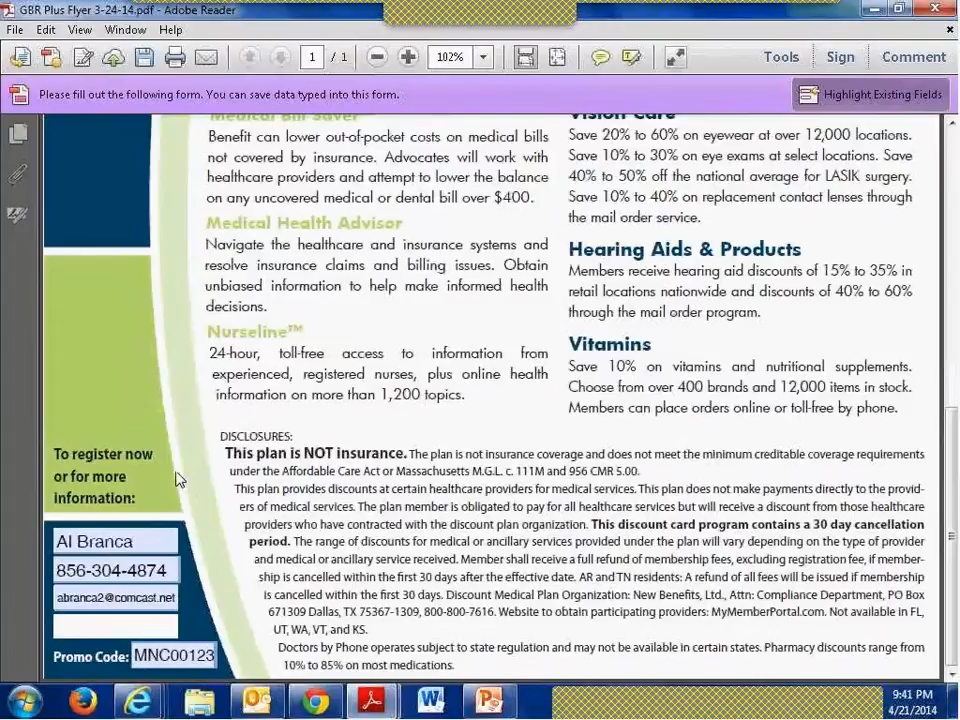 GBR Plus Flyer 3-24-14.pdf - Adobe Reader
File Edit View Window Help
1 / 1 102% Tools Sign Comment
Please fill out the following form. You can save data typed into this form. Highlight Existing Fields
Medical Bill Saver™
Benefit can lower out-of-pocket costs on medical bills
not covered by insurance. Advocates will work with
healthcare providers and attempt to lower the balance
on any uncovered medical or dental bill over $400.
Medical Health Advisor
Navigate the healthcare and insurance systems and
resolve insurance claims and billing issues. Obtain
unbiased information to help make informed health
decisions.
Nurseline™
24-hour, toll-free access to information from
experienced, registered nurses, plus online health
information on more than 1,200 topics.
Vision Care
Save 20% to 60% on eyewear at over 12,000 locations.
Save 10% to 30% on eye exams at select locations. Save
40% to 50% off the national average for LASIK surgery.
Save 10% to 40% on replacement contact lenses through
the mail order service.
Hearing Aids & Products
Members receive hearing aid discounts of 15% to 35% in
retail locations nationwide and discounts of 40% to 60%
through the mail order program.
Vitamins
Save 10% on vitamins and nutritional supplements.
Choose from over 400 brands and 12,000 items in stock.
Members can place orders online or toll-free by phone.
To register now
or for more
information:
Al Branca
856-304-4874
abranca2@comcast.net
Promo Code: MNC00123
DISCLOSURES:
This plan is NOT insurance. The plan is not insurance coverage and does not meet the minimum creditable coverage requirements
under the Affordable Care Act or Massachusetts M.G.L. c. 111M and 956 CMR 5.00.
This plan provides discounts at certain healthcare providers for medical services. This plan does not make payments directly to the provid-
ers of medical services. The plan member is obligated to pay for all healthcare services but will receive a discount from those healthcare
providers who have contracted with the discount plan organization. This discount card program contains a 30 day cancellation
period. The range of discounts for medical or ancillary services provided under the plan will vary depending on the type of provider
and medical or ancillary service received. Member shall receive a full refund of membership fees, excluding registration fee, if member-
ship is cancelled within the first 30 days after the effective date. AR and TN residents: A refund of all fees will be issued if membership
is cancelled within the first 30 days. Discount Medical Plan Organization: New Benefits, Ltd., Attn: Compliance Department, PO Box
671309 Dallas, TX 75367-1309, 800-800-7616. Website to obtain participating providers: MyMemberPortal.com. Not available in FL,
UT, WA, VT, and KS.
Doctors by Phone operates subject to state regulation and may not be available in certain states. Pharmacy discounts range from
10% to 85% on most medications.
9:41 PM
4/21/2014